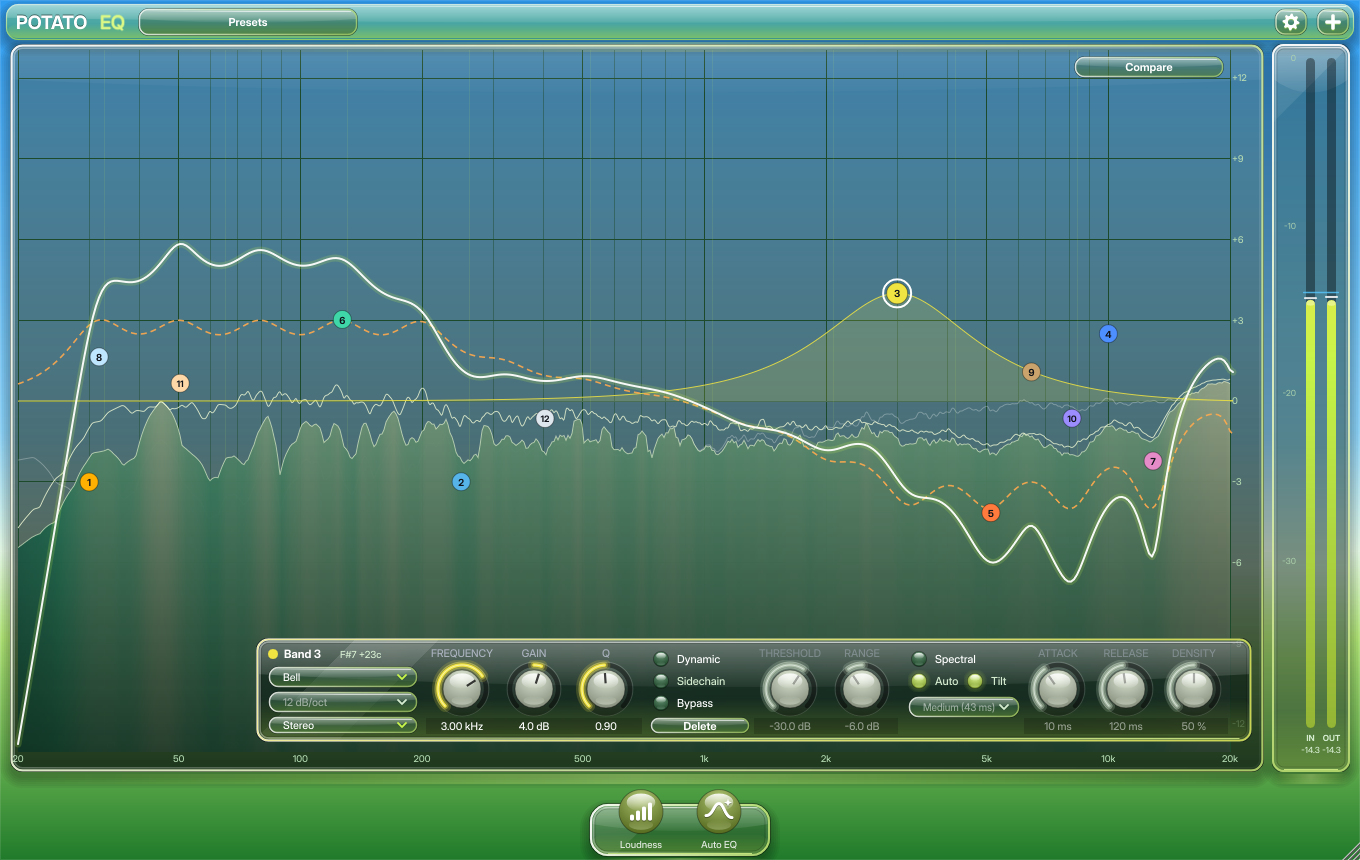 POTATO EQ
Presets
Compare
+12
+9
+6
+3
0
-3
-6
-12
0
-10
-20
-30
IN OUT
-14.3 -14.3
1
2
3
4
5
6
7
8
9
10
11
12
Band 3 F#7 +23c
Bell
12 dB/oct
Stereo
FREQUENCY GAIN Q
3.00 kHz 4.0 dB 0.90
Dynamic
Sidechain
Bypass
Delete
THRESHOLD RANGE
-30.0 dB -6.0 dB
Spectral
Auto Tilt
Medium (43 ms)
ATTACK RELEASE DENSITY
10 ms 120 ms 50 %
20 50 100 200 500 1k 2k 5k 10k 20k
Loudness Auto EQ